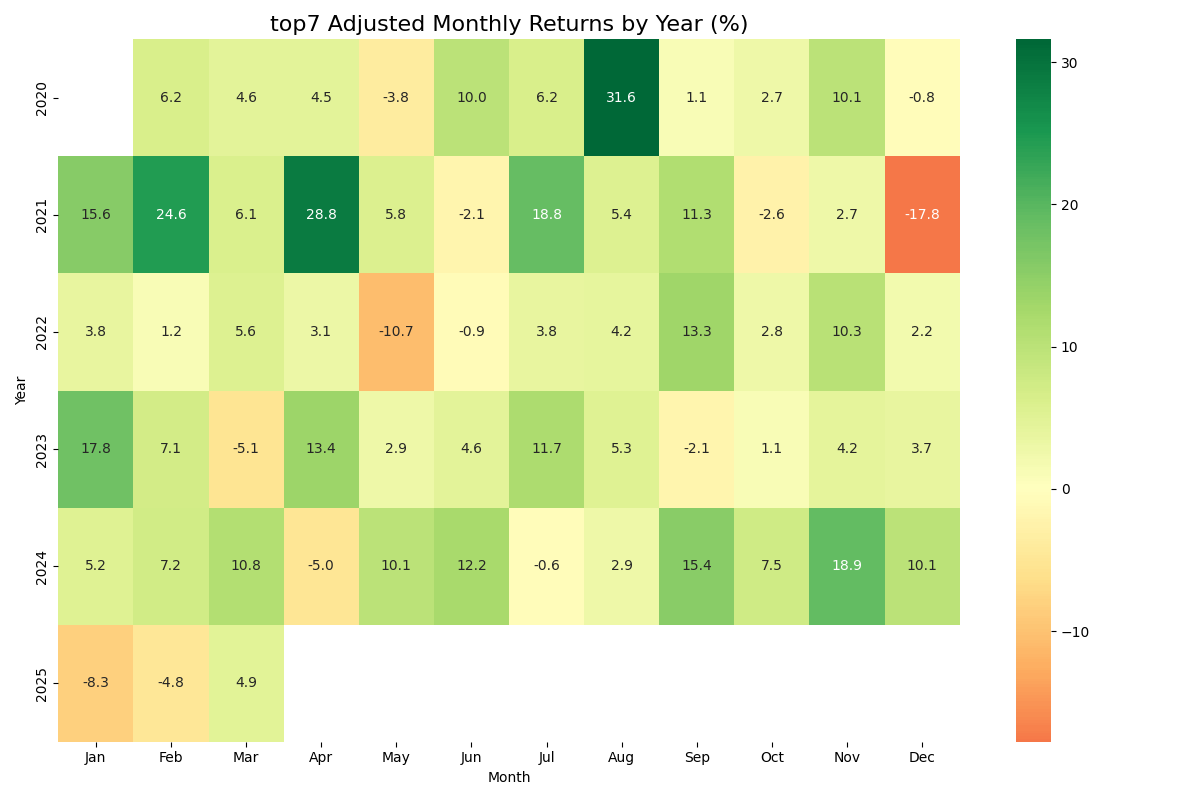 top7 Adjusted Monthly Returns by Year (%)
2020 6.2 4.6 4.5 -3.8 10.0 6.2 31.6 1.1 2.7 10.1 -0.8
2021 15.6 24.6 6.1 28.8 5.8 -2.1 18.8 5.4 11.3 -2.6 2.7 -17.8
2022 3.8 1.2 5.6 3.1 -10.7 -0.9 3.8 4.2 13.3 2.8 10.3 2.2
2023 17.8 7.1 -5.1 13.4 2.9 4.6 11.7 5.3 -2.1 1.1 4.2 3.7
2024 5.2 7.2 10.8 -5.0 10.1 12.2 -0.6 2.9 15.4 7.5 18.9 10.1
2025 -8.3 -4.8 4.9
Jan Feb Mar Apr May Jun Jul Aug Sep Oct Nov Dec
Month
Year
30
20
10
0
−10